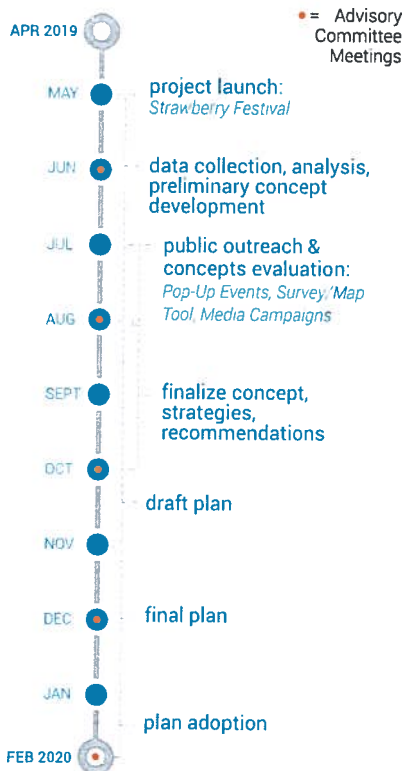 APR 2019
• = Advisory
Committee
Meetings
MAY
project launch:
Strawberry Festival
JUN
data collection, analysis,
preliminary concept
development
JUL
public outreach &
concepts evaluation:
Pop-Up Events, Survey/Map
Tool, Media Campaigns
AUG
SEPT
finalize concept,
strategies,
recommendations
OCT
draft plan
NOV
DEC
final plan
JAN
plan adoption
FEB 2020